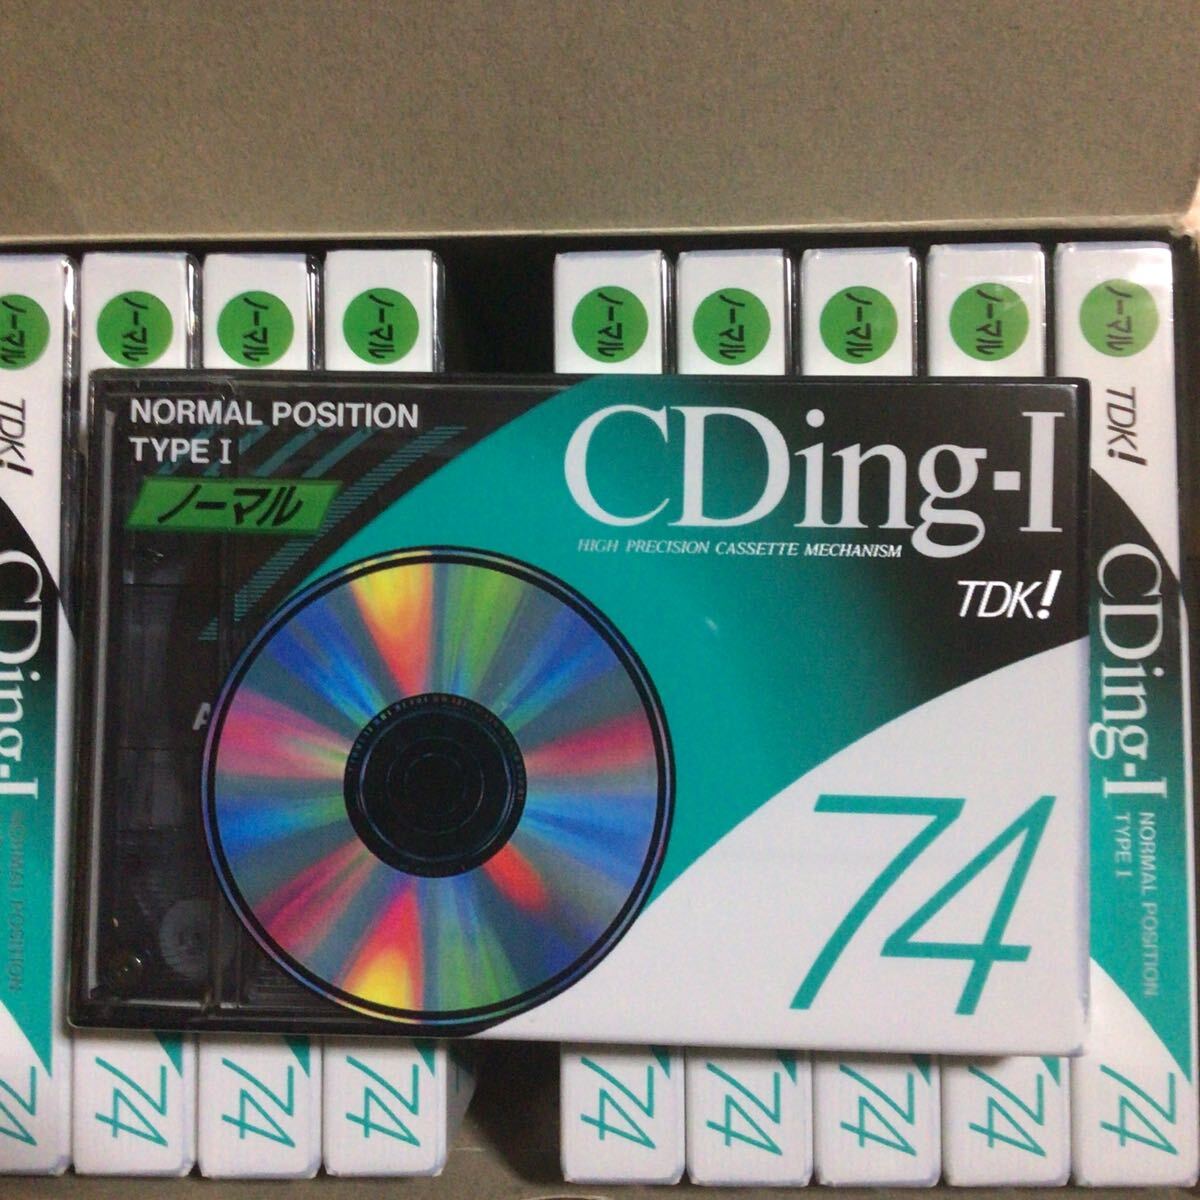 ノーマル
ノーマル
ノーマル
ノーマル
ノーマル
ノーマル
ノーマル
ノーマル
ノーマル
TDK!
CDing-I
NORMAL POSITION
74
74
74
74
NORMAL POSITION
TYPE I
ノーマル
CDing-I
HIGH PRECISION CASSETTE MECHANISM
TDK!
A
74
TDK!
CDing-I
NORMAL POSITION
TYPE I
74
74
74
74
74